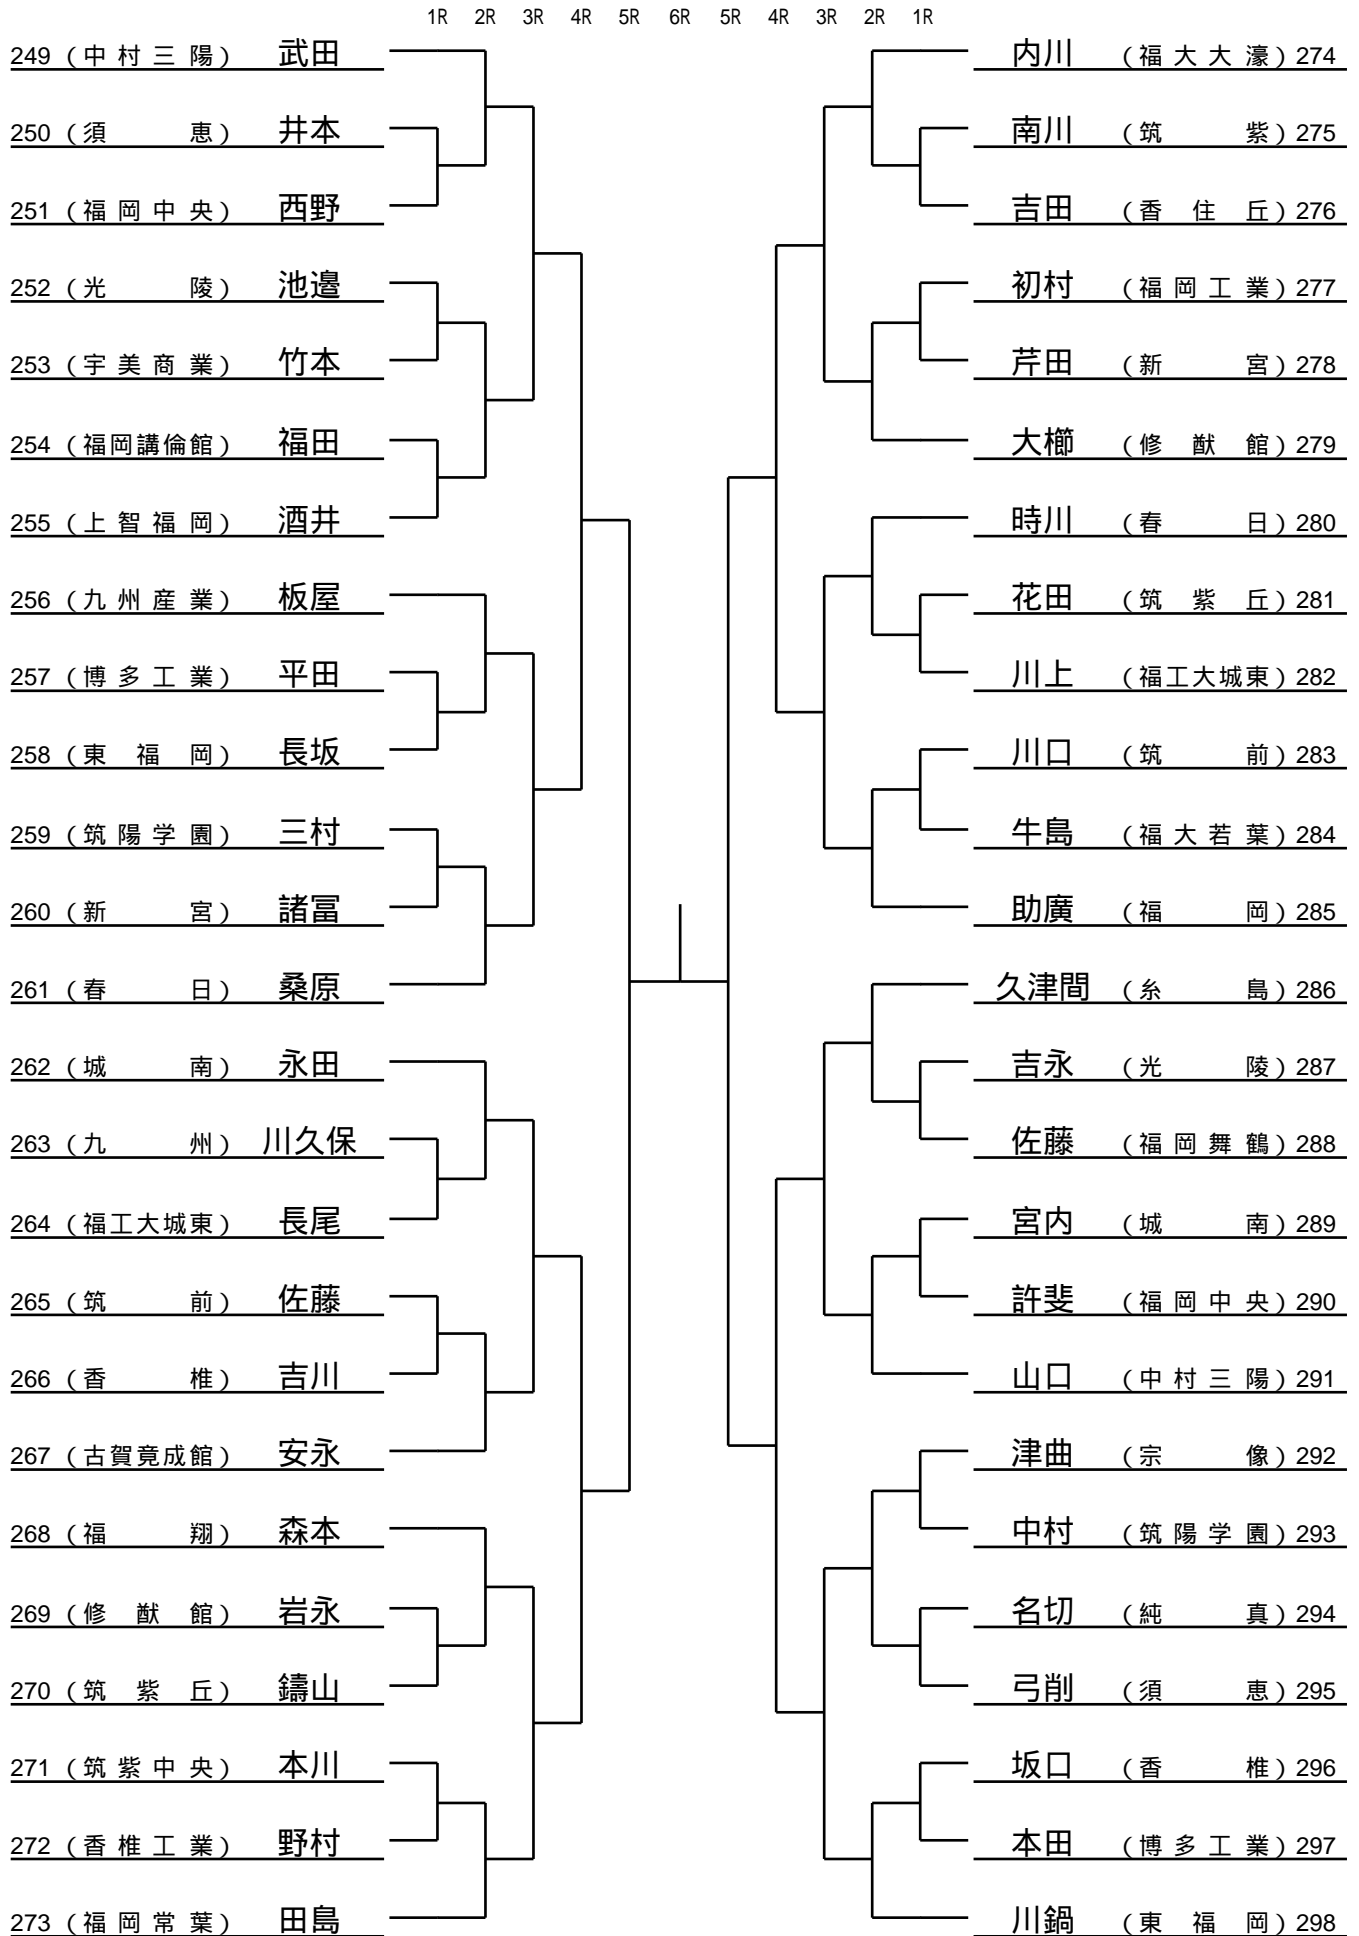 1R 2R 3R 4R 5R 6R 5R 4R 3R 2R 1R
249 (中村三陽) 武田
内川 (福大大濠) 274
250 (須恵) 井本
南川 (筑紫) 275
251 (福岡中央) 西野
吉田 (香住丘) 276
252 (光陵) 池邉
初村 (福岡工業) 277
253 (宇美商業) 竹本
芹田 (新宮) 278
254 (福岡講倫館) 福田
大櫛 (修猷館) 279
255 (上智福岡) 酒井
時川 (春日) 280
256 (九州産業) 板屋
花田 (筑紫丘) 281
257 (博多工業) 平田
川上 (福工大城東) 282
258 (東福岡) 長坂
川口 (筑前) 283
259 (筑陽学園) 三村
牛島 (福大若葉) 284
260 (新宮) 諸冨
助廣 (福岡) 285
261 (春日) 桑原
久津間 (糸島) 286
262 (城南) 永田
吉永 (光陵) 287
263 (九州) 川久保
佐藤 (福岡舞鶴) 288
264 (福工大城東) 長尾
宮内 (城南) 289
265 (筑前) 佐藤
許斐 (福岡中央) 290
266 (香椎) 吉川
山口 (中村三陽) 291
267 (古賀竟成館) 安永
津曲 (宗像) 292
268 (福翔) 森本
中村 (筑陽学園) 293
269 (修猷館) 岩永
名切 (純真) 294
270 (筑紫丘) 鑄山
弓削 (須恵) 295
271 (筑紫中央) 本川
坂口 (香椎) 296
272 (香椎工業) 野村
本田 (博多工業) 297
273 (福岡常葉) 田島
川鍋 (東福岡) 298